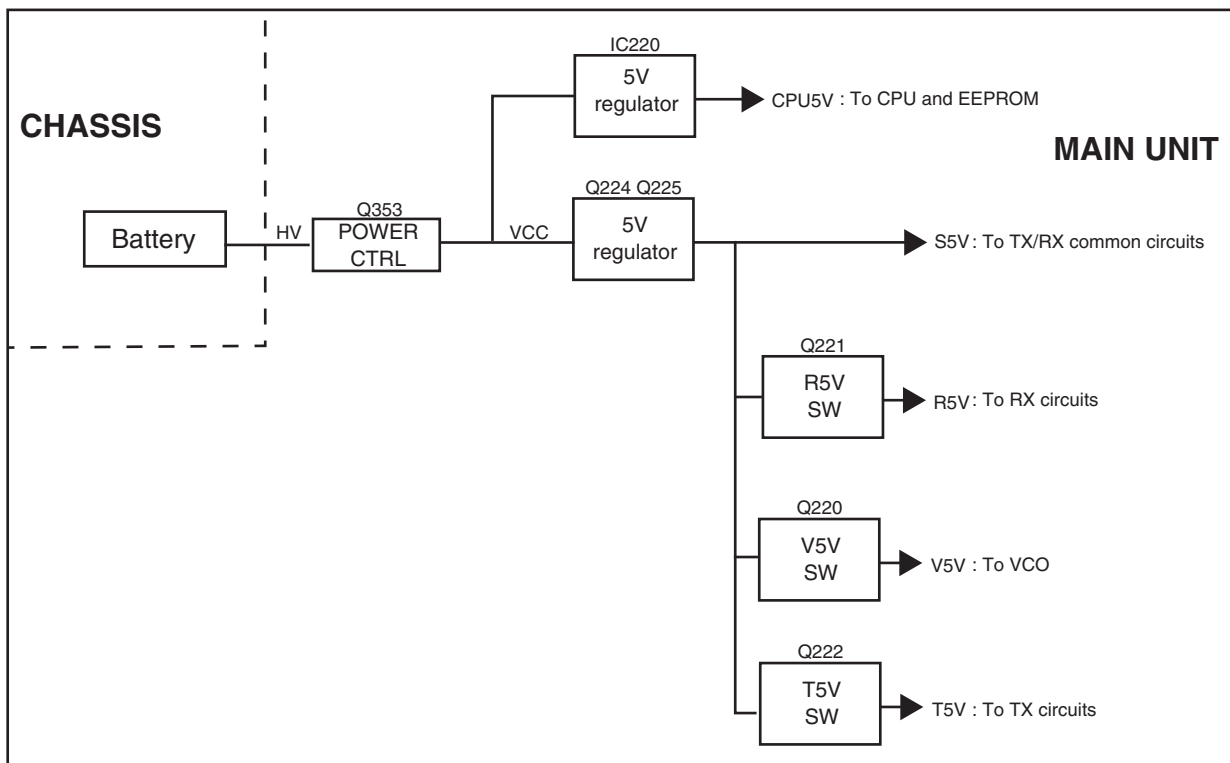 CHASSIS
MAIN UNIT
IC220
5V
regulator
CPU5V : To CPU and EEPROM
Battery
HV
Q353
POWER
CTRL
VCC
Q224 Q225
5V
regulator
S5V : To TX/RX common circuits
Q221
R5V
SW
R5V : To RX circuits
Q220
V5V
SW
V5V : To VCO
Q222
T5V
SW
T5V : To TX circuits